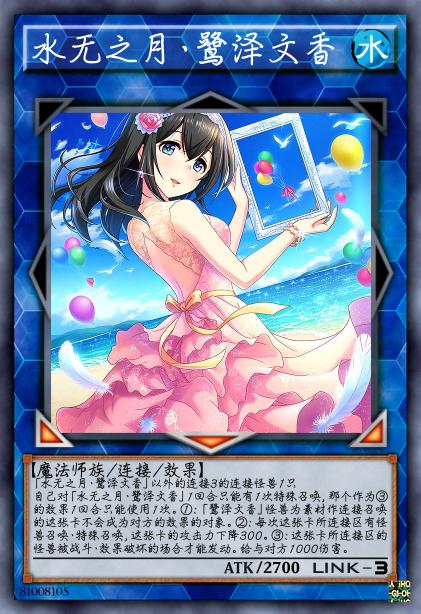 水无之月·鹭泽文香
水
【魔法师族/连接/效果】
「水无之月·鹭泽文香」以外的连接3的连接怪兽1只
自己对「水无之月·鹭泽文香」1回合只能有1次特殊召唤,那个作为③
的效果1回合只能使用1次。①:「鹭泽文香」怪兽为素材作连接召唤
的这张卡不会成为对方的效果的对象。②:每次这张卡所连接区有怪
兽召唤·特殊召唤,这张卡的攻击力下降300。③:这张卡所连接区的
怪兽被战斗·效果破坏的场合才能发动。给与对方1000伤害。
ATK/2700 LINK-3
81008105